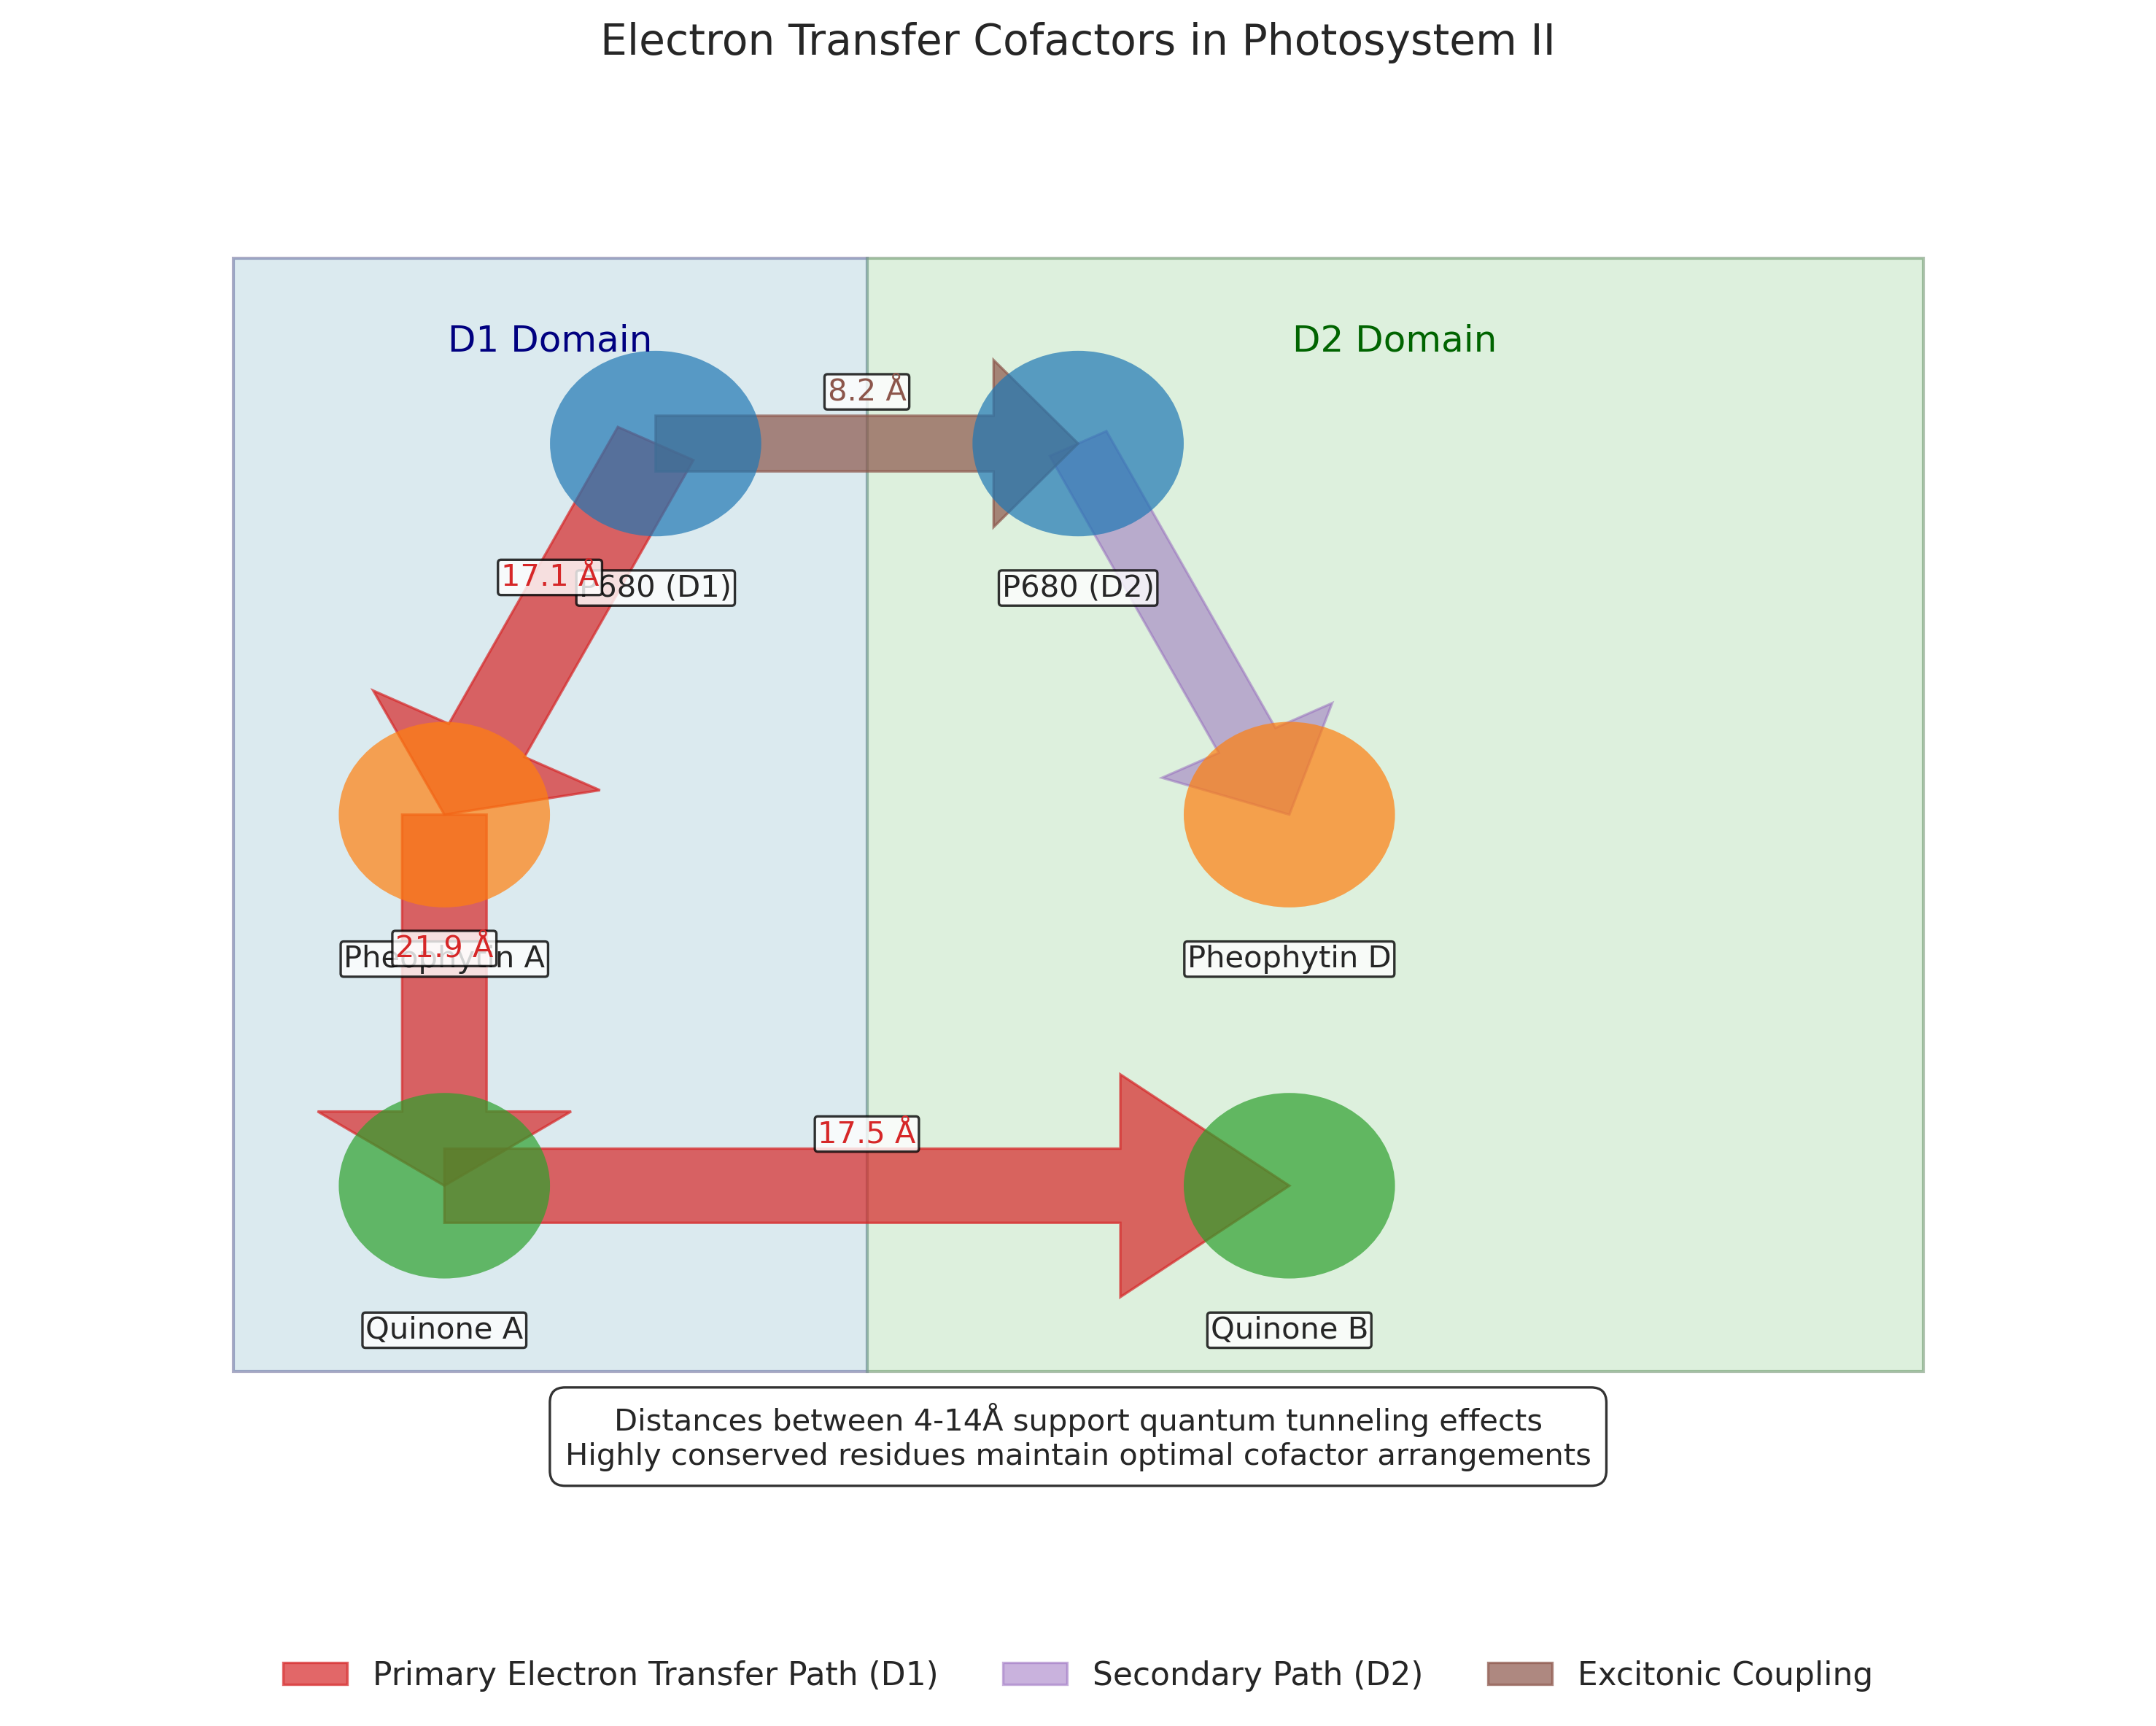 Electron Transfer Cofactors in Photosystem II
D1 Domain
D2 Domain
8.2 Å
17.1 Å
P680 (D1)
P680 (D2)
21.9 Å
Pheophytin A
Pheophytin D
17.5 Å
Quinone A
Quinone B
Distances between 4-14Å support quantum tunneling effects
Highly conserved residues maintain optimal cofactor arrangements
Primary Electron Transfer Path (D1)
Secondary Path (D2)
Excitonic Coupling